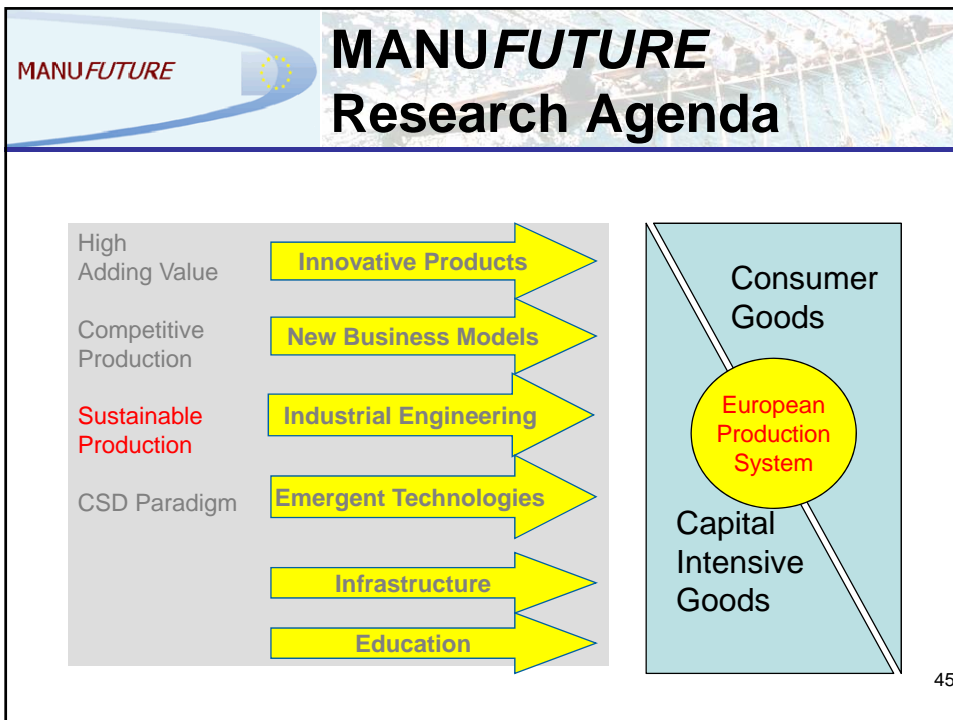 MANUFUTURE
MANUFUTURE
Research Agenda
High
Adding Value
Competitive
Production
Sustainable
Production
CSD Paradigm
Innovative Products
New Business Models
Industrial Engineering
Emergent Technologies
Infrastructure
Education
Consumer
Goods
European
Production
System
Capital
Intensive
Goods
45